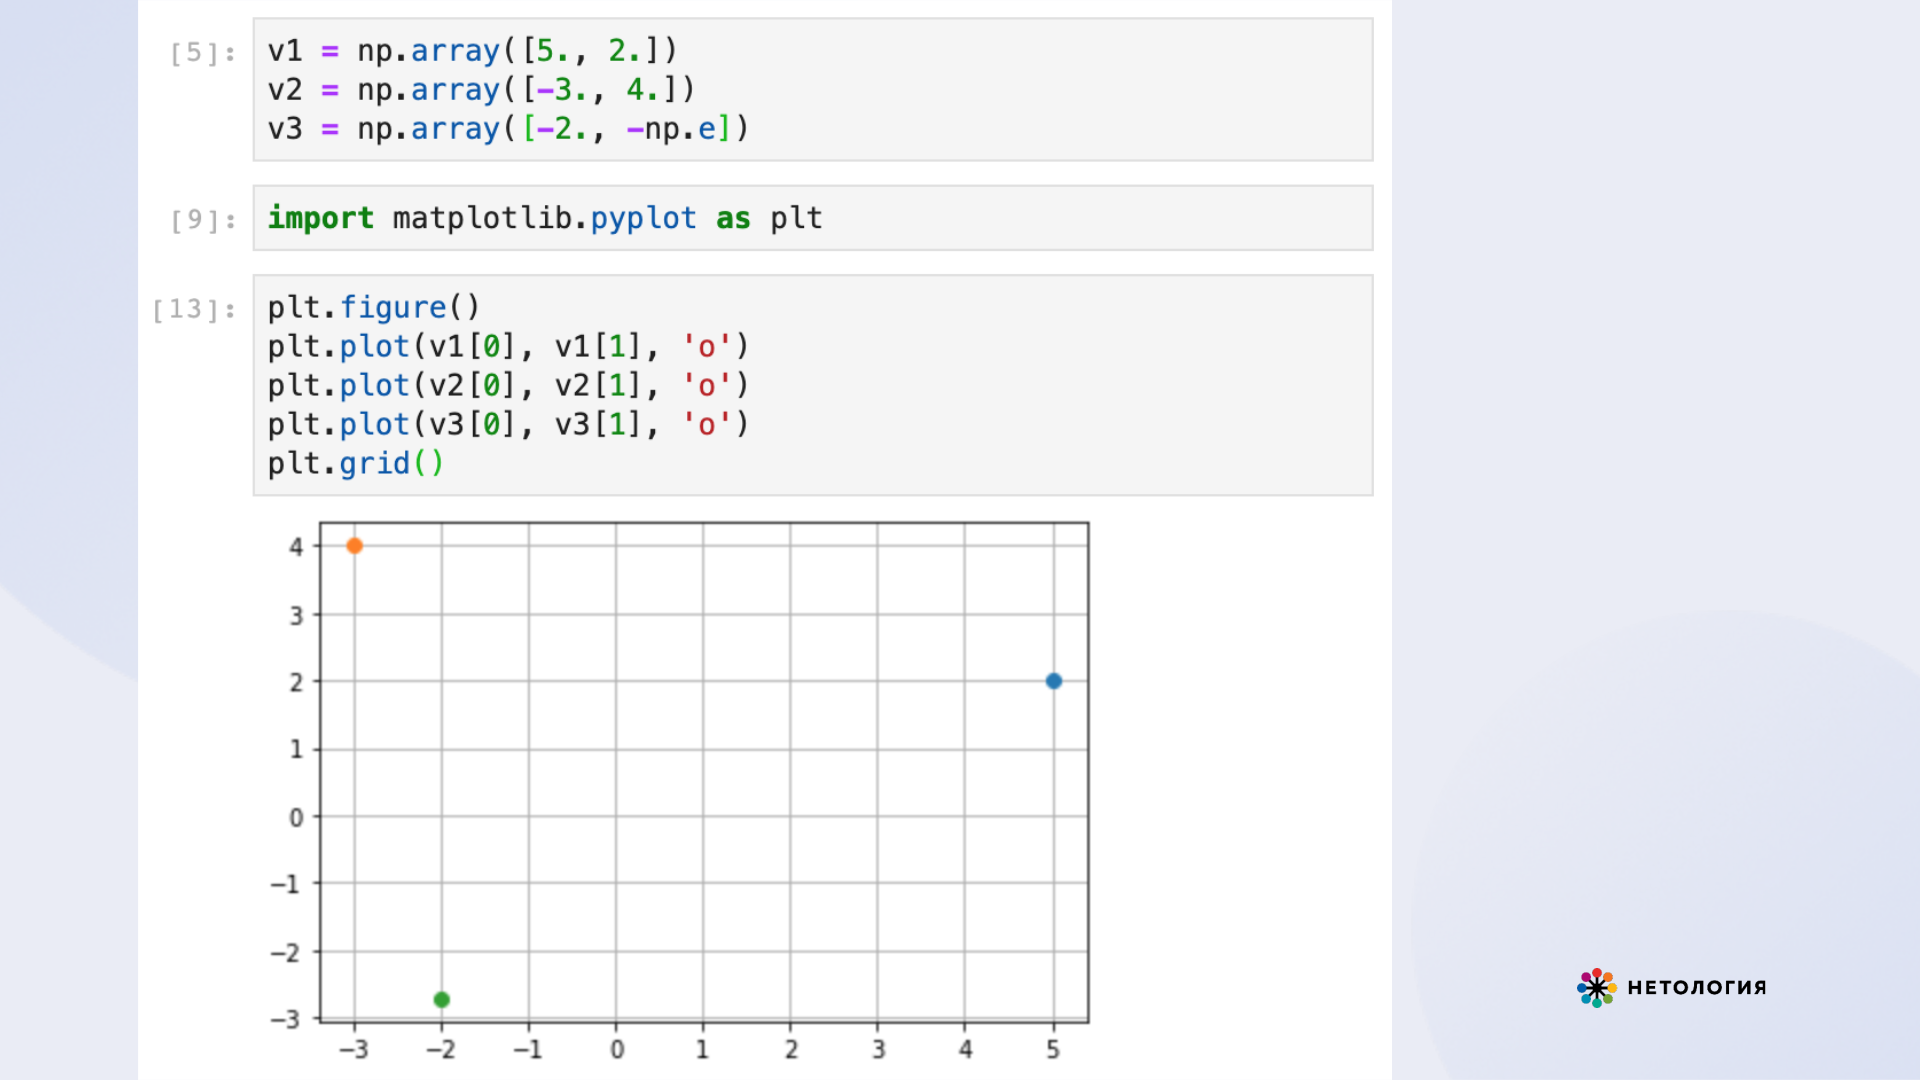 [5]: v1 = np.array([5., 2.])
v2 = np.array([-3., 4.])
v3 = np.array([-2., -np.e])
[9]: import matplotlib.pyplot as plt
[13]: plt.figure()
plt.plot(v1[0], v1[1], 'o')
plt.plot(v2[0], v2[1], 'o')
plt.plot(v3[0], v3[1], 'o')
plt.grid()
4
3
2
1
0
−1
−2
−3
−3 −2 −1 0 1 2 3 4 5
НЕТОЛОГИЯ